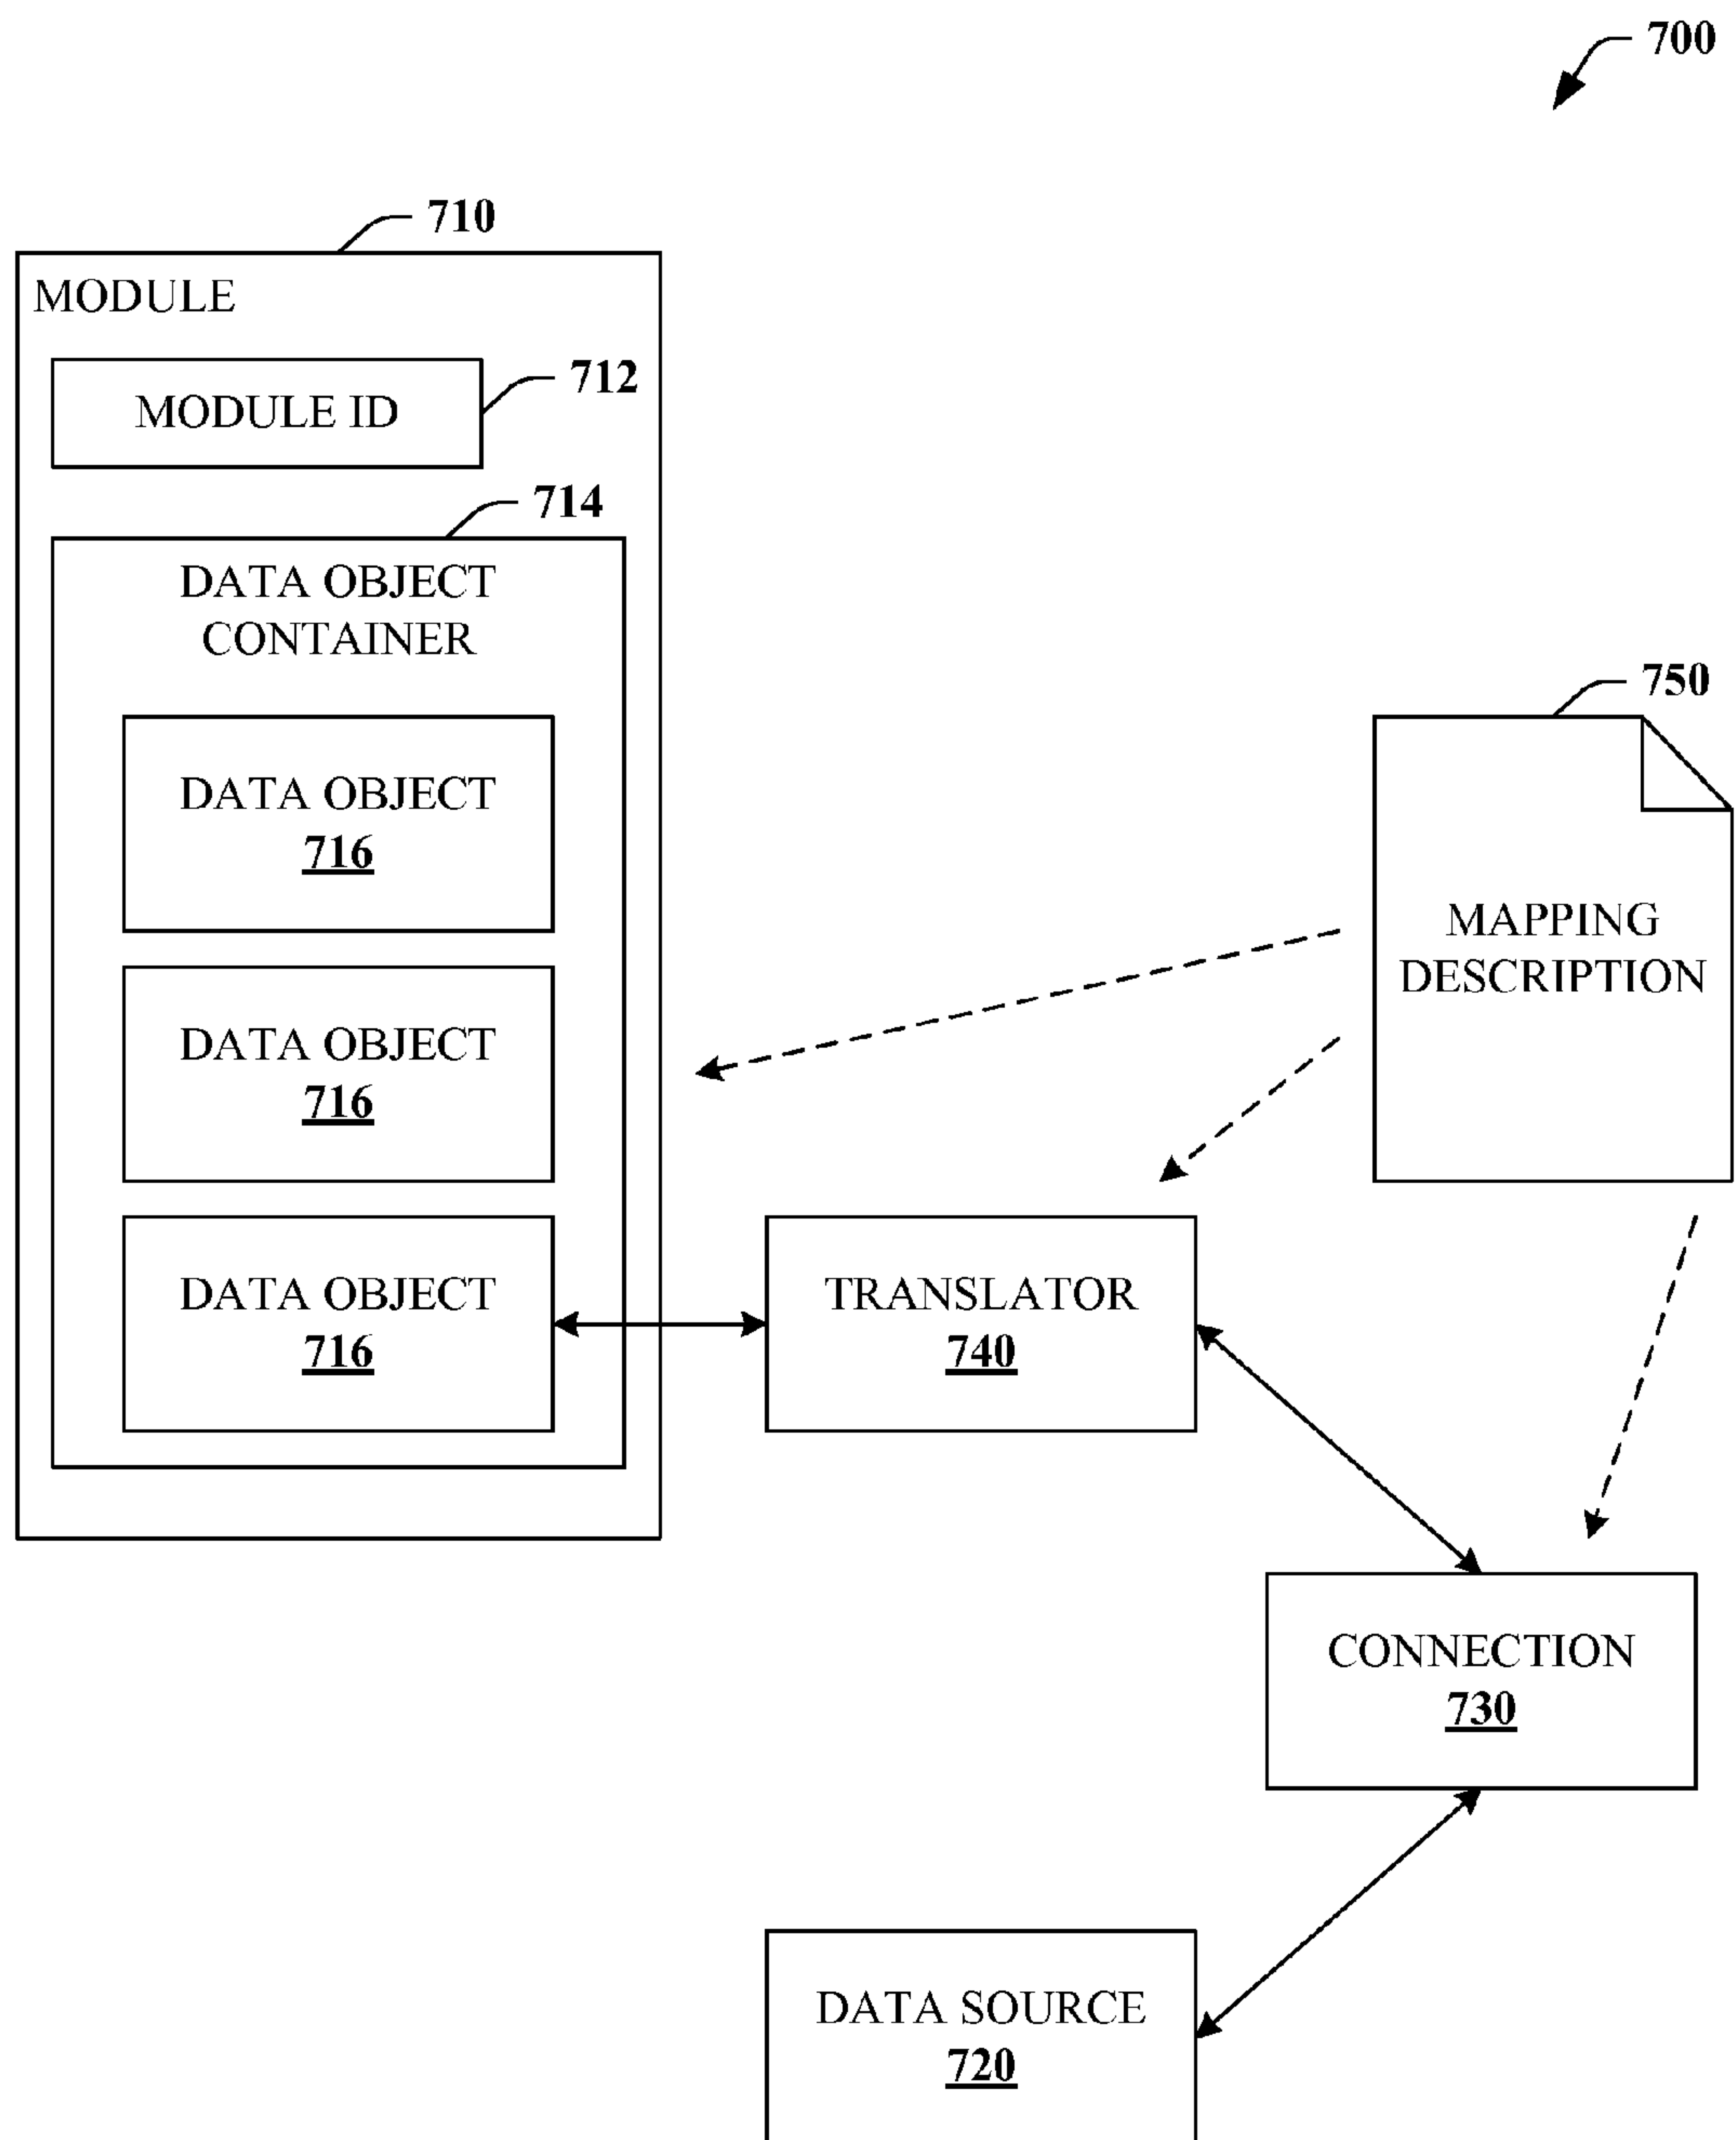 700
710
MODULE
712
MODULE ID
714
DATA OBJECT
CONTAINER
750
DATA OBJECT
716
MAPPING
DESCRIPTION
DATA OBJECT
716
DATA OBJECT
716
TRANSLATOR
740
CONNECTION
730
DATA SOURCE
720